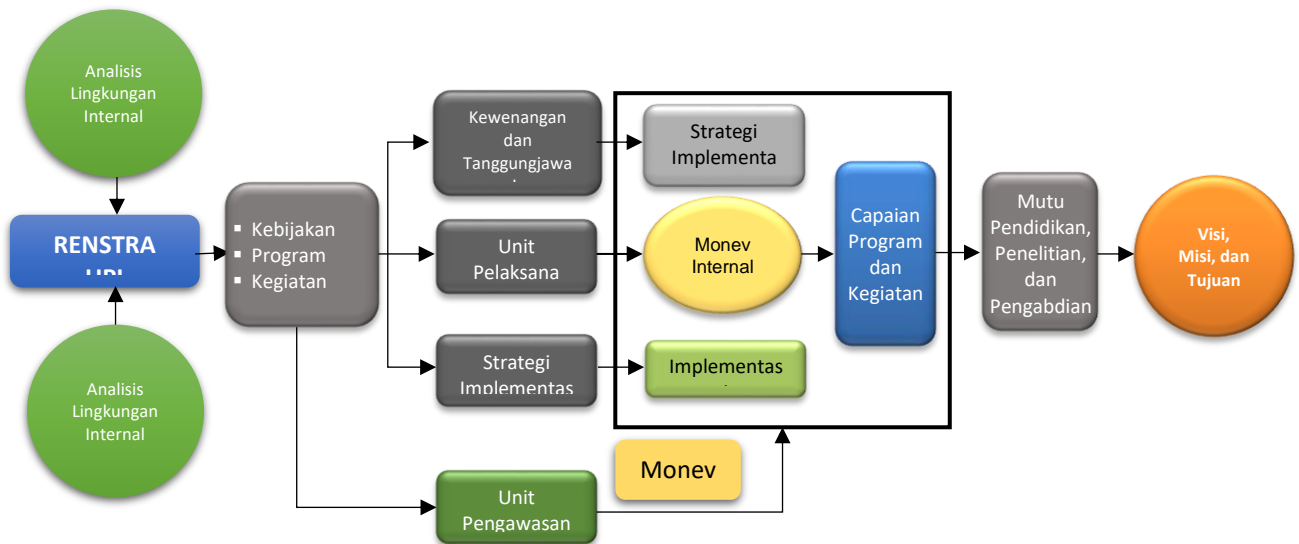 Analisis
Lingkungan
Internal
RENSTRA
Analisis
Lingkungan
Internal
▪ Kebijakan
▪ Program
▪ Kegiatan
Kewenangan
dan
Tanggungjawa
Unit
Pelaksana
Strategi
Implementas
Unit
Pengawasan
Strategi
Implementa
Monev
Internal
Implementas
Monev
Capaian
Program
dan
Kegiatan
Mutu
Pendidikan,
Penelitian,
dan
Pengabdian
Visi,
Misi, dan
Tujuan